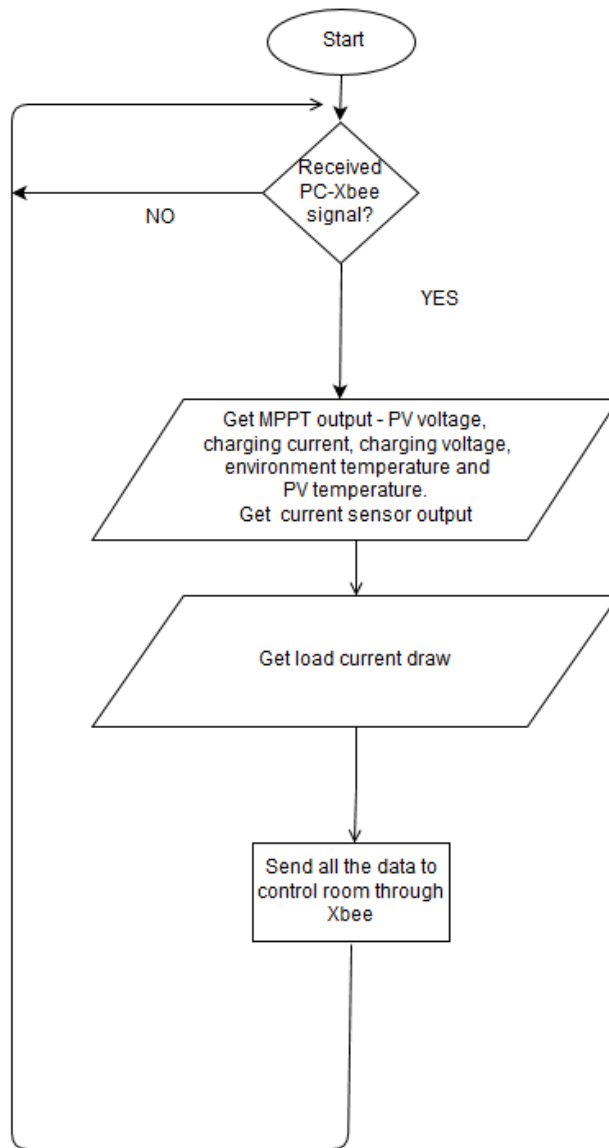 Start
Received
PC-Xbee
signal?
NO
YES
Get MPPT output - PV voltage,
charging current, charging voltage,
environment temperature and
PV temperature.
Get current sensor output
Get load current draw
Send all the data to
control room through
Xbee